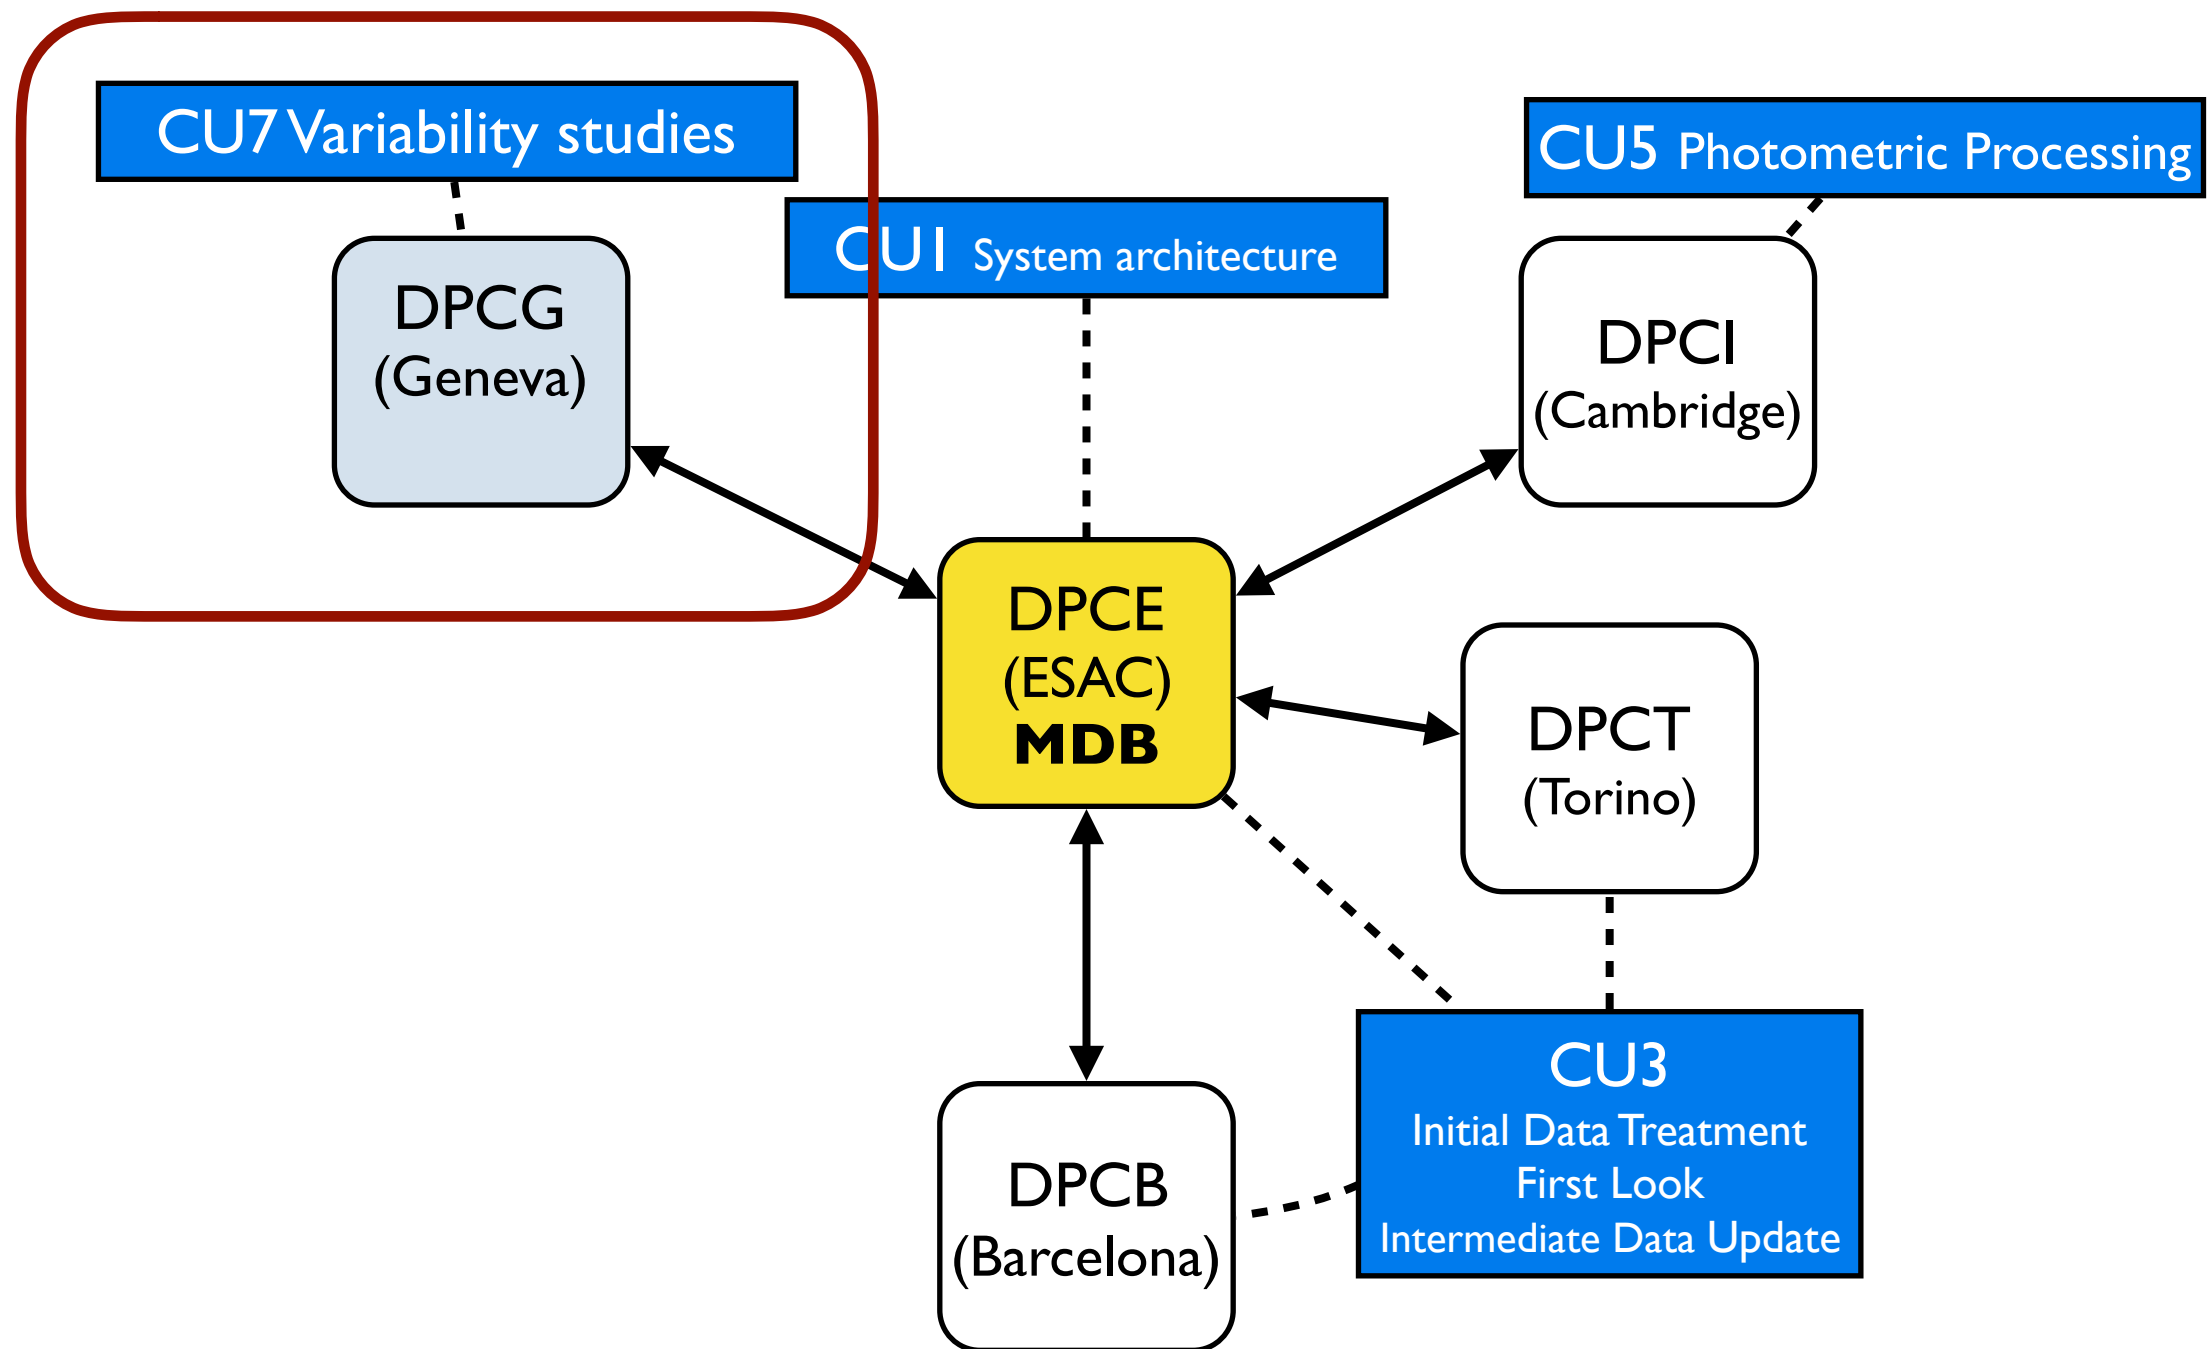 CU7 Variability studies
CU5 Photometric Processing
CU1 System architecture
DPCG
(Geneva)
DPCI
(Cambridge)
DPCE
(ESAC)
MDB
DPCT
(Torino)
CU3
Initial Data Treatment
First Look
Intermediate Data Update
DPCB
(Barcelona)